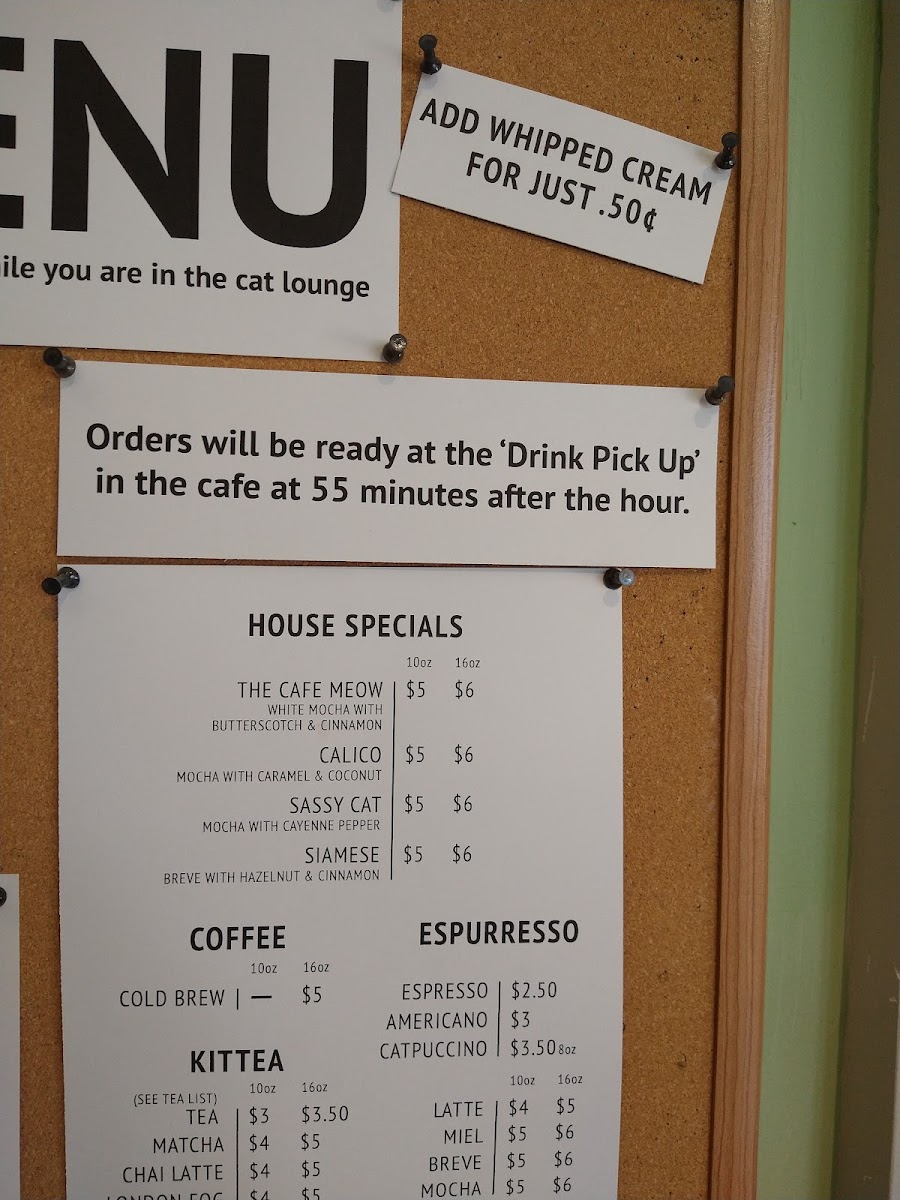 ENU
ile you are in the cat lounge
ADD WHIPPED CREAM
FOR JUST .50¢
Orders will be ready at the ‘Drink Pick Up’
in the cafe at 55 minutes after the hour.
HOUSE SPECIALS
10oz 16oz
THE CAFE MEOW $5 $6
WHITE MOCHA WITH
BUTTERSCOTCH & CINNAMON
CALICO $5 $6
MOCHA WITH CARAMEL & COCONUT
SASSY CAT $5 $6
MOCHA WITH CAYENNE PEPPER
SIAMESE $5 $6
BREVE WITH HAZELNUT & CINNAMON
COFFEE
10oz 16oz
COLD BREW — $5
KITTEA
10oz 16oz
(SEE TEA LIST)
TEA $3 $3.50
MATCHA $4 $5
CHAI LATTE $4 $5
LONDON FOG $4 $5
ESPURRESSO
ESPRESSO $2.50
AMERICANO $3
CATPUCCINO $3.50 8oz
10oz 16oz
LATTE $4 $5
MIEL $5 $6
BREVE $5 $6
MOCHA $5 $6